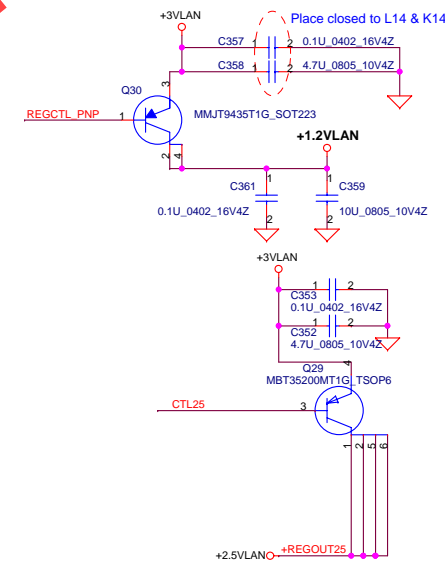 +3VLAN
Place closed to L14 & K14
C357 1 2 0.1U_0402_16V4Z
C358 1 2 4.7U_0805_10V4Z
Q30
3
REGCTL_PNP 1 MMJT9435T1G_SOT223
2 4
+1.2VLAN
1 1
C361 C359
0.1U_0402_16V4Z 10U_0805_10V4Z
2 2
+3VLAN
1 2
C353
0.1U_0402_16V4Z
1 2
C352
4.7U_0805_10V4Z
4
Q29
MBT35200MT1G_TSOP6
CTL25 3
1 2 5 6
+2.5VLAN +REGOUT25